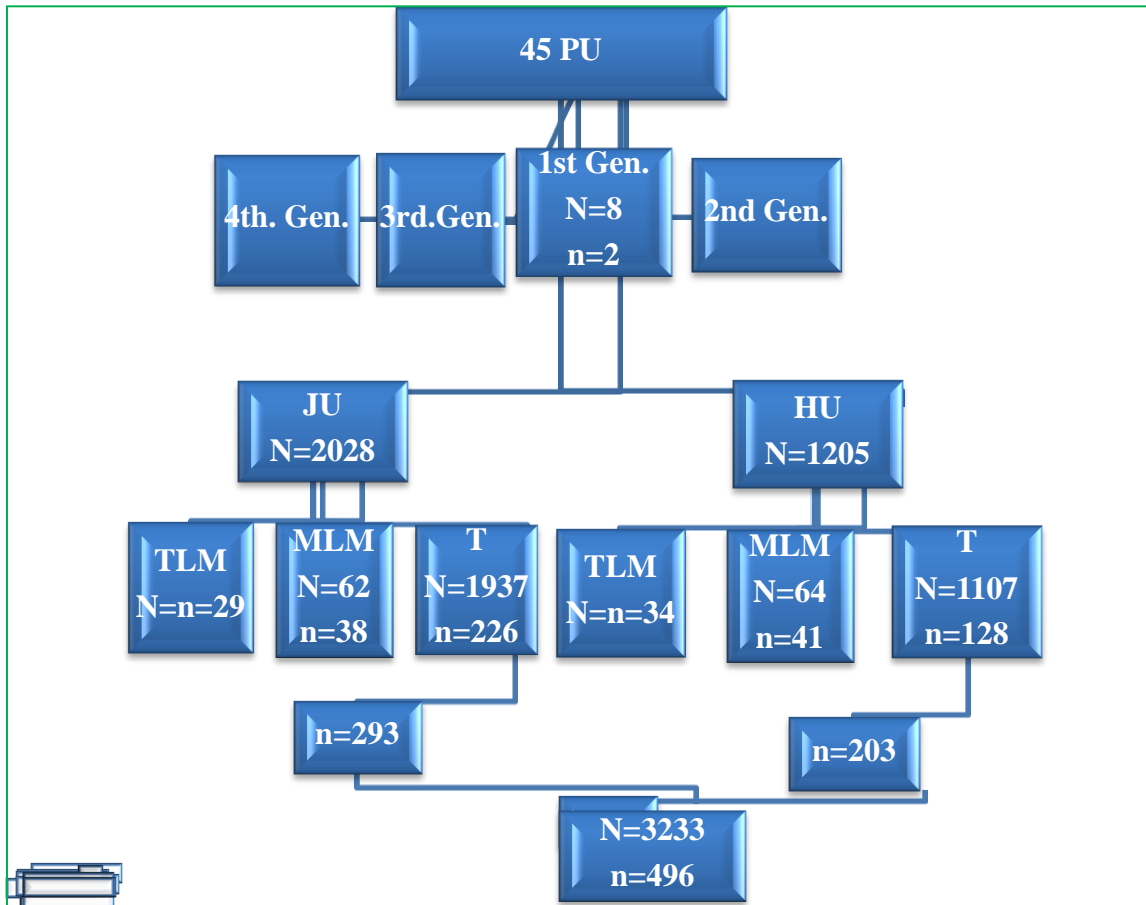 45 PU
4th. Gen.
3rd.Gen.
1st Gen.
N=8
n=2
2nd Gen.
JU
N=2028
HU
N=1205
TLM
N=n=29
MLM
N=62
n=38
T
N=1937
n=226
TLM
N=n=34
MLM
N=64
n=41
T
N=1107
n=128
n=293
n=203
N=3233
n=496